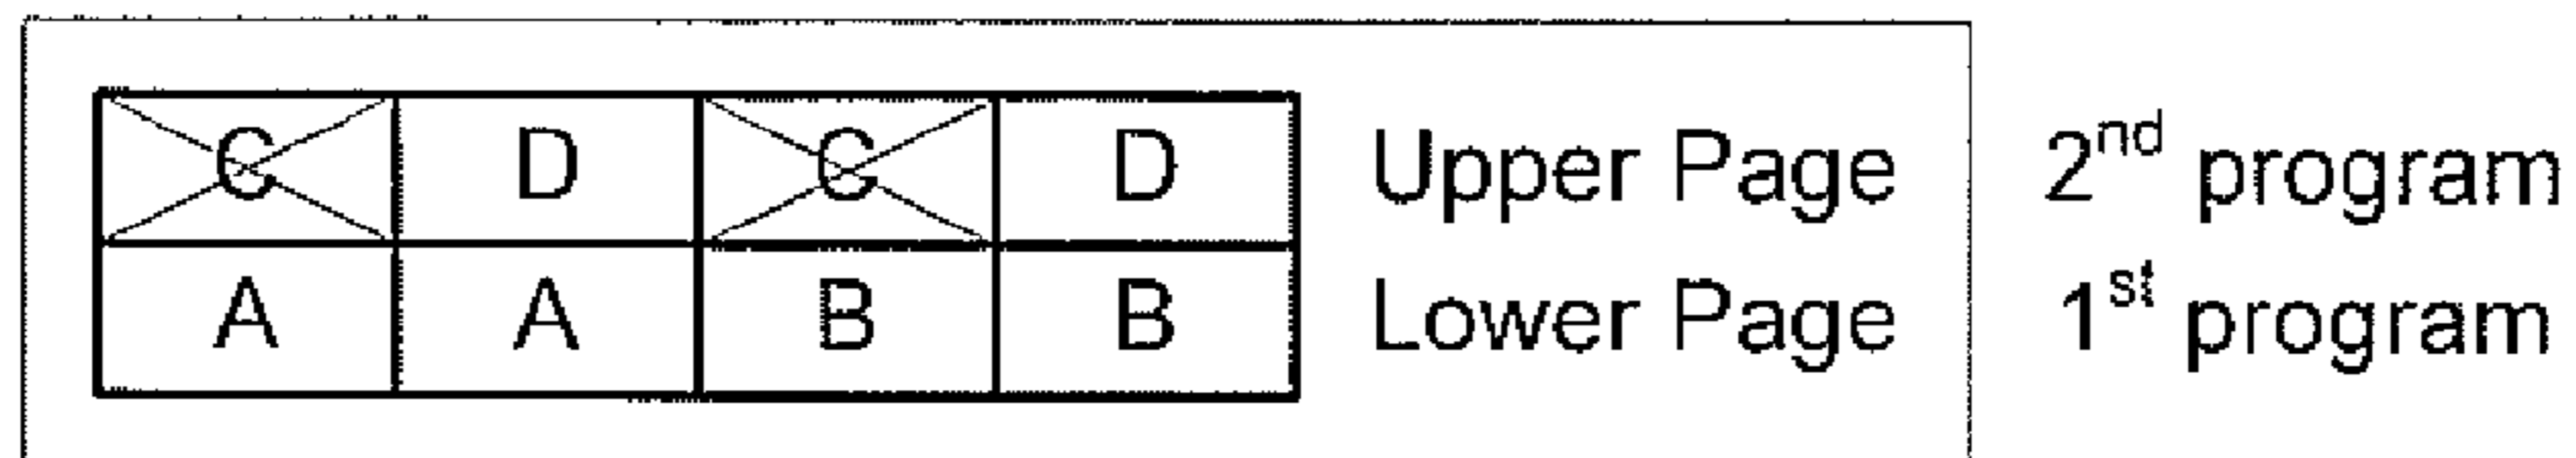 C D C D Upper Page 2nd program
A A B B Lower Page 1st program